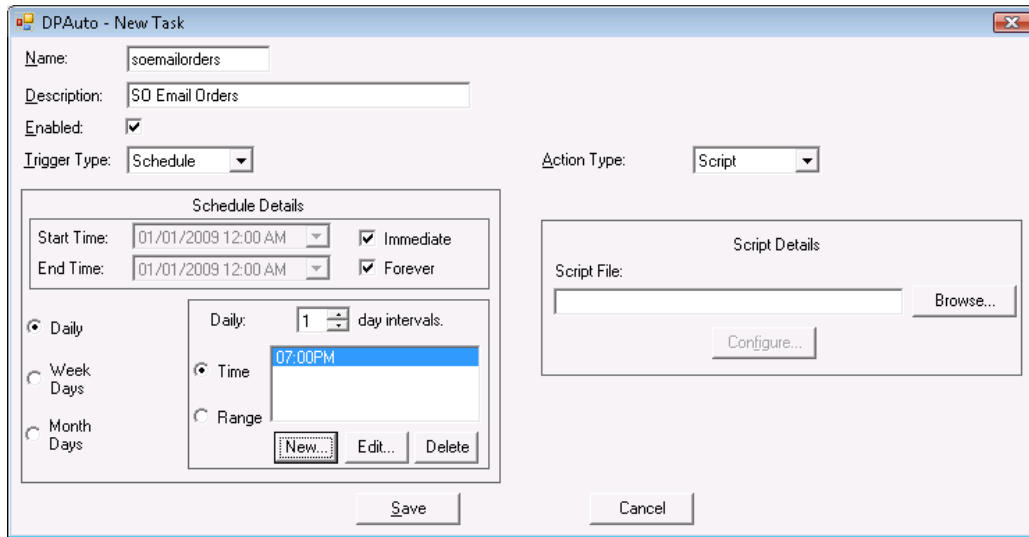 DPAuto - New Task
Name: soemailorders
Description: SO Email Orders
Enabled:
Trigger Type: Schedule
Action Type: Script
Schedule Details
Start Time: 01/01/2009 12:00 AM Immediate
End Time: 01/01/2009 12:00 AM Forever
Daily
Week
Days
Month
Days
Daily: 1 day intervals.
Time
Range
07:00PM
New... Edit... Delete
Script Details
Script File:
Browse...
Configure...
Save Cancel